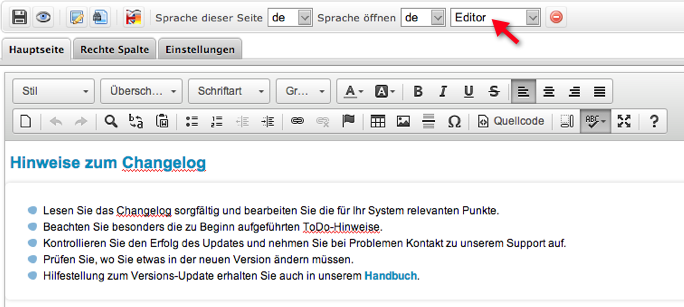 Sprache dieser Seite de Sprache öffnen de Editor
Hauptseite Rechte Spalte Einstellungen
Stil Übersch... Schriftart Gr... A A B I U S
Ω Quellcode ABC ?
Hinweise zum Changelog
Lesen Sie das Changelog sorgfältig und bearbeiten Sie die für Ihr System relevanten Punkte.
Beachten Sie besonders die zu Beginn aufgeführten ToDo-Hinweise.
Kontrollieren Sie den Erfolg des Updates und nehmen Sie bei Problemen Kontakt zu unserem Support auf.
Prüfen Sie, wo Sie etwas in der neuen Version ändern müssen.
Hilfestellung zum Versions-Update erhalten Sie auch in unserem Handbuch.